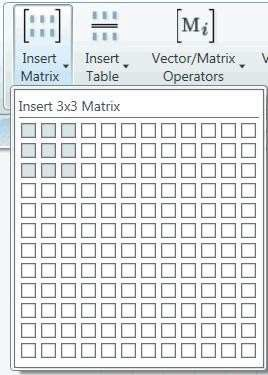 [M i]
Insert Matrix
Insert Table
Vector/Matrix Operators
V
Insert 3x3 Matrix